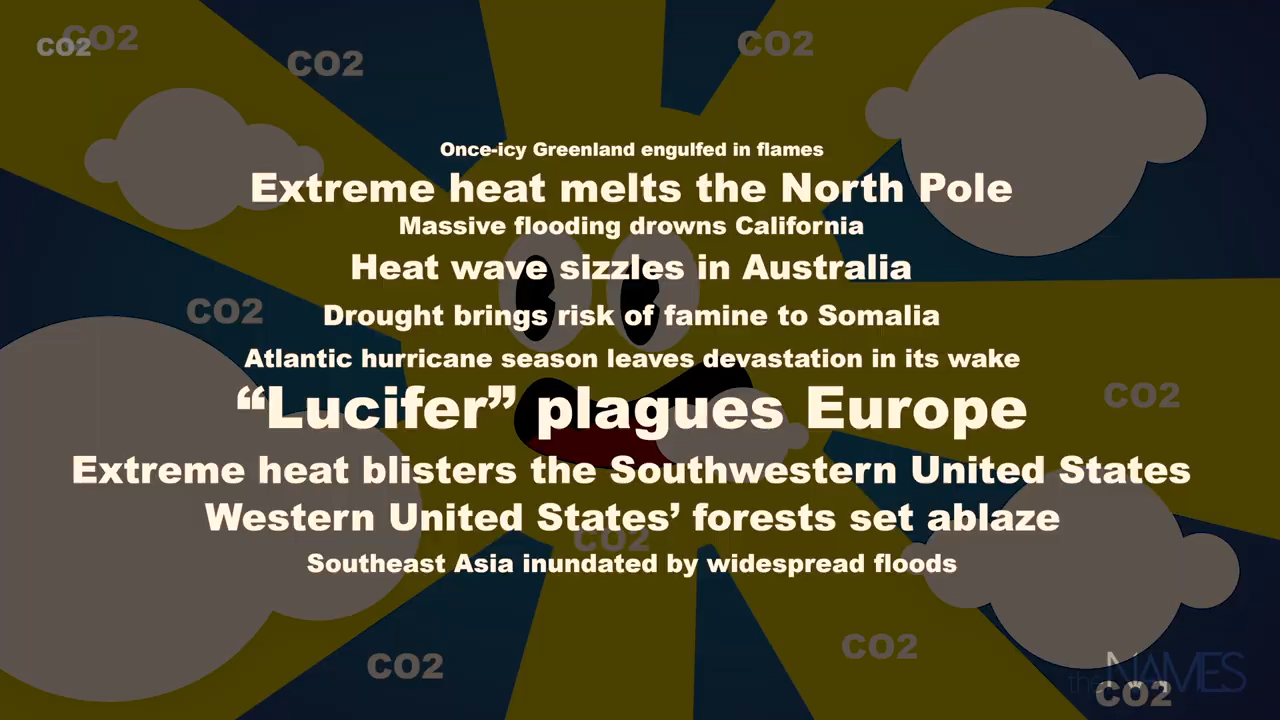 CO2
CO2
CO2
CO2
Once-icy Greenland engulfed in flames
Extreme heat melts the North Pole
Massive flooding drowns California
Heat wave sizzles in Australia
CO2
Drought brings risk of famine to Somalia
Atlantic hurricane season leaves devastation in its wake
CO2
“Lucifer” plagues Europe
Extreme heat blisters the Southwestern United States
Western United States’ forests set ablaze
CO2
Southeast Asia inundated by widespread floods
CO2
CO2
theNAMES
CO2